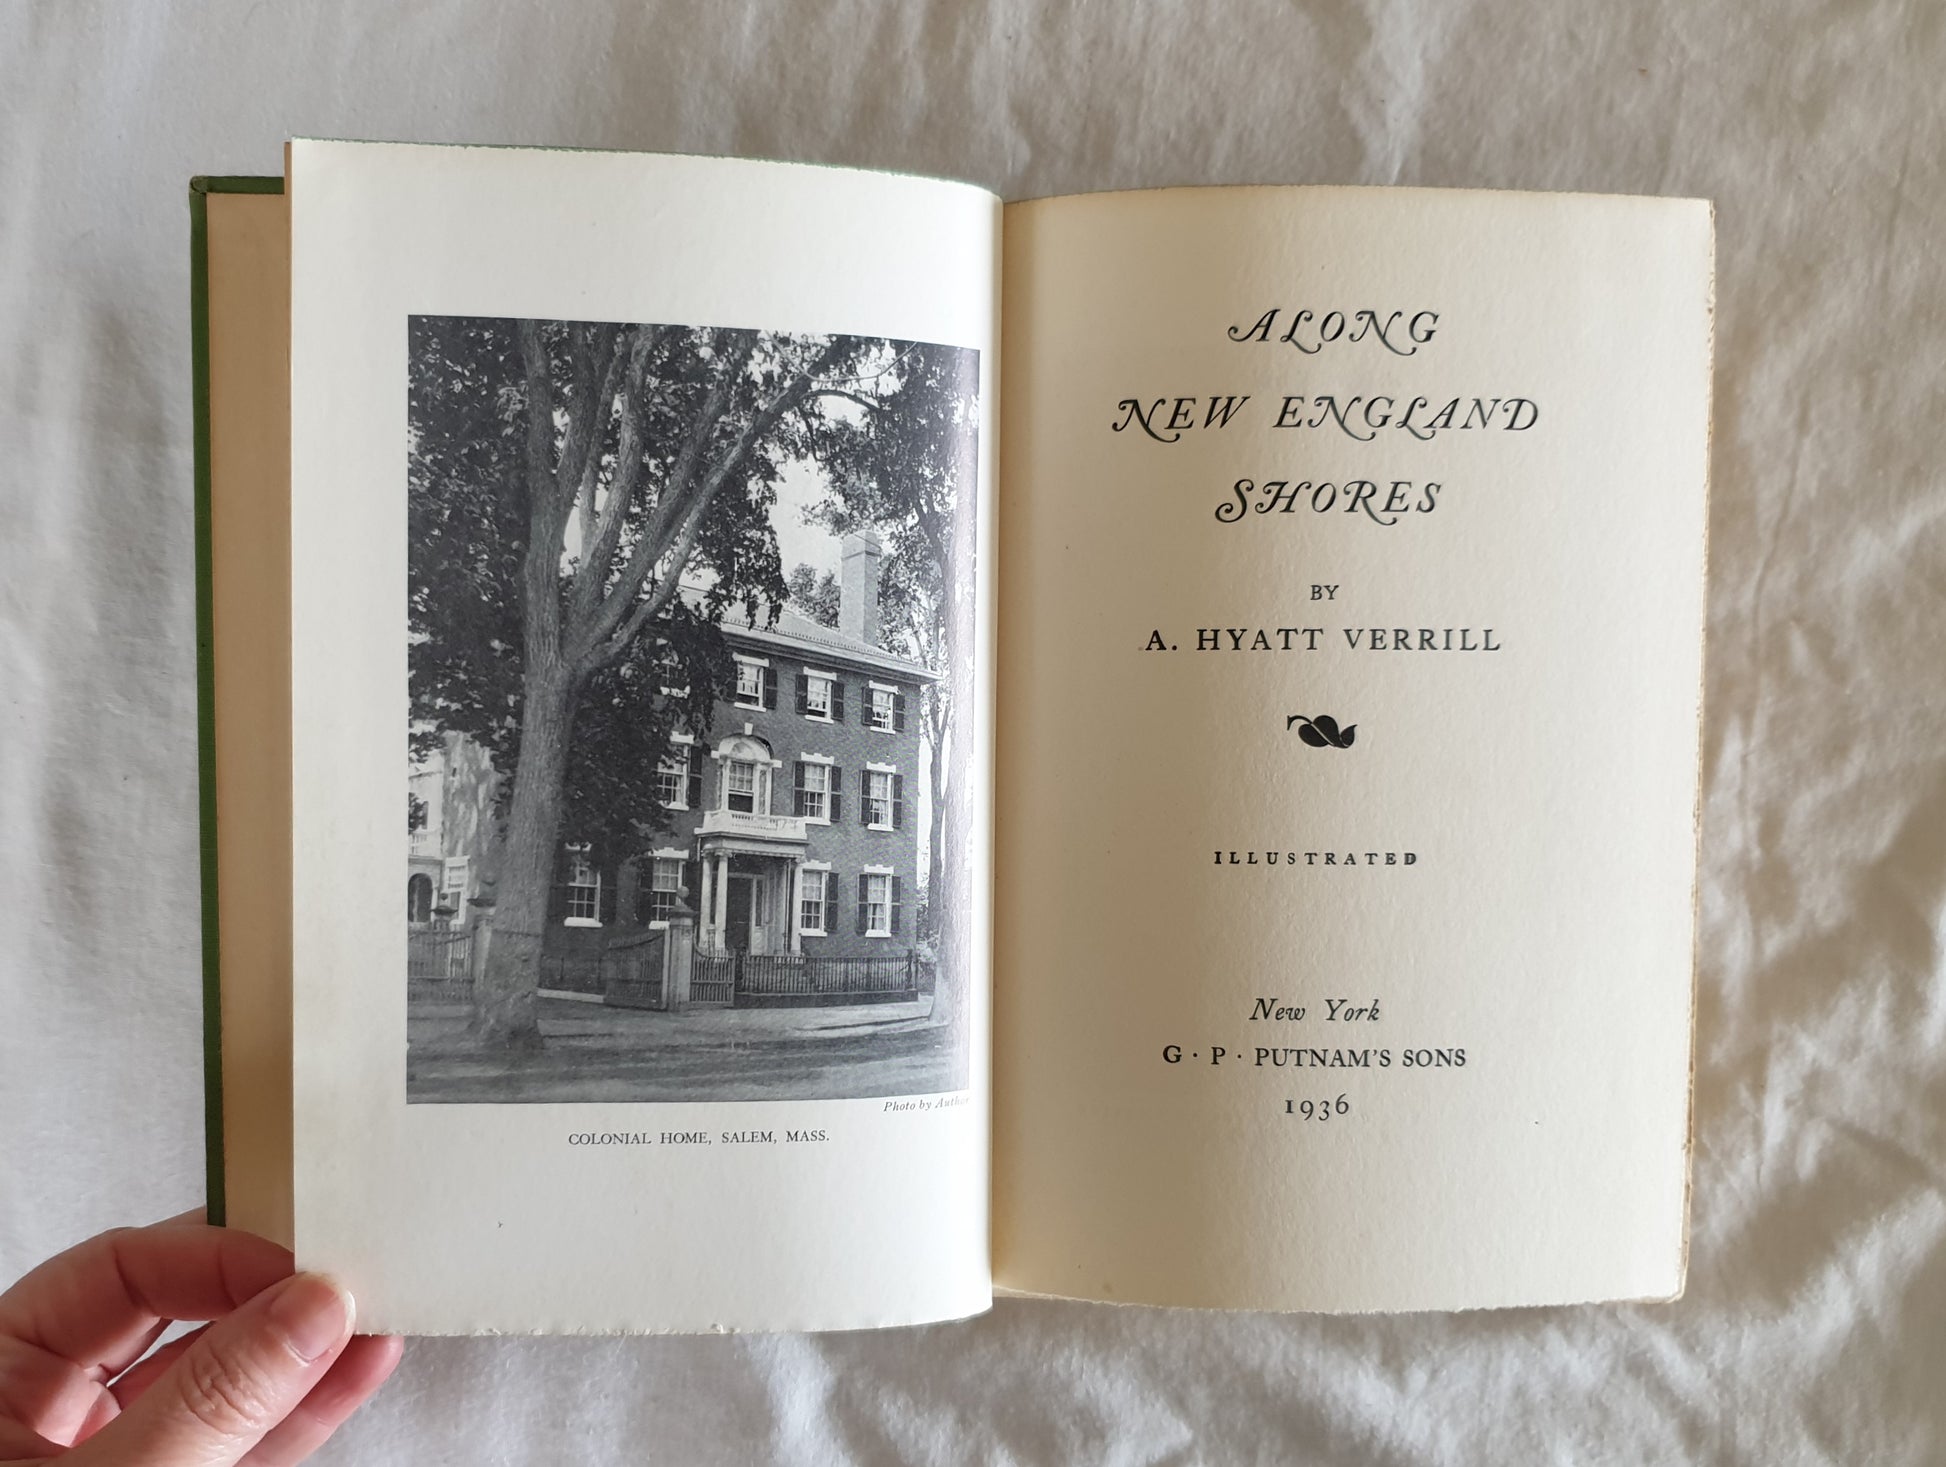 Photo by Author
COLONIAL HOME, SALEM, MASS.
ALONG
NEW ENGLAND
SHORES
BY
A. HYATT VERRILL
ILLUSTRATED
New York
G · P · PUTNAM'S SONS
1936